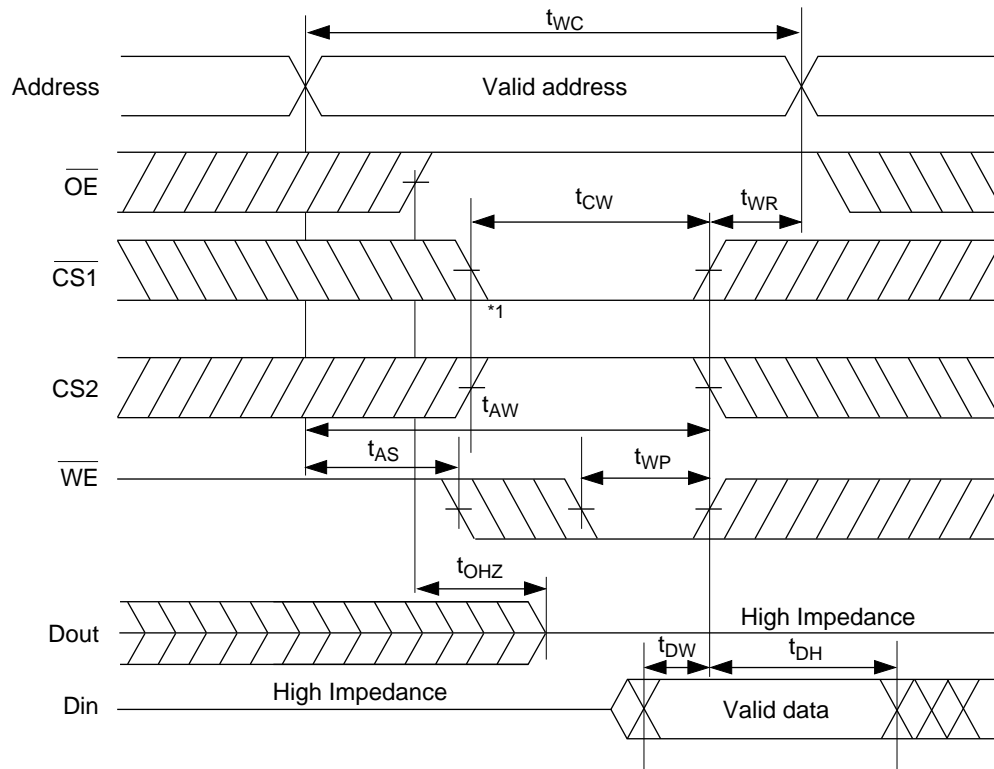 tWC
Address
Valid address
OE
tCW
tWR
CS1
*1
CS2
tAW
tAS
tWP
WE
tOHZ
High Impedance
Dout
tDW
tDH
High Impedance
Din
Valid data